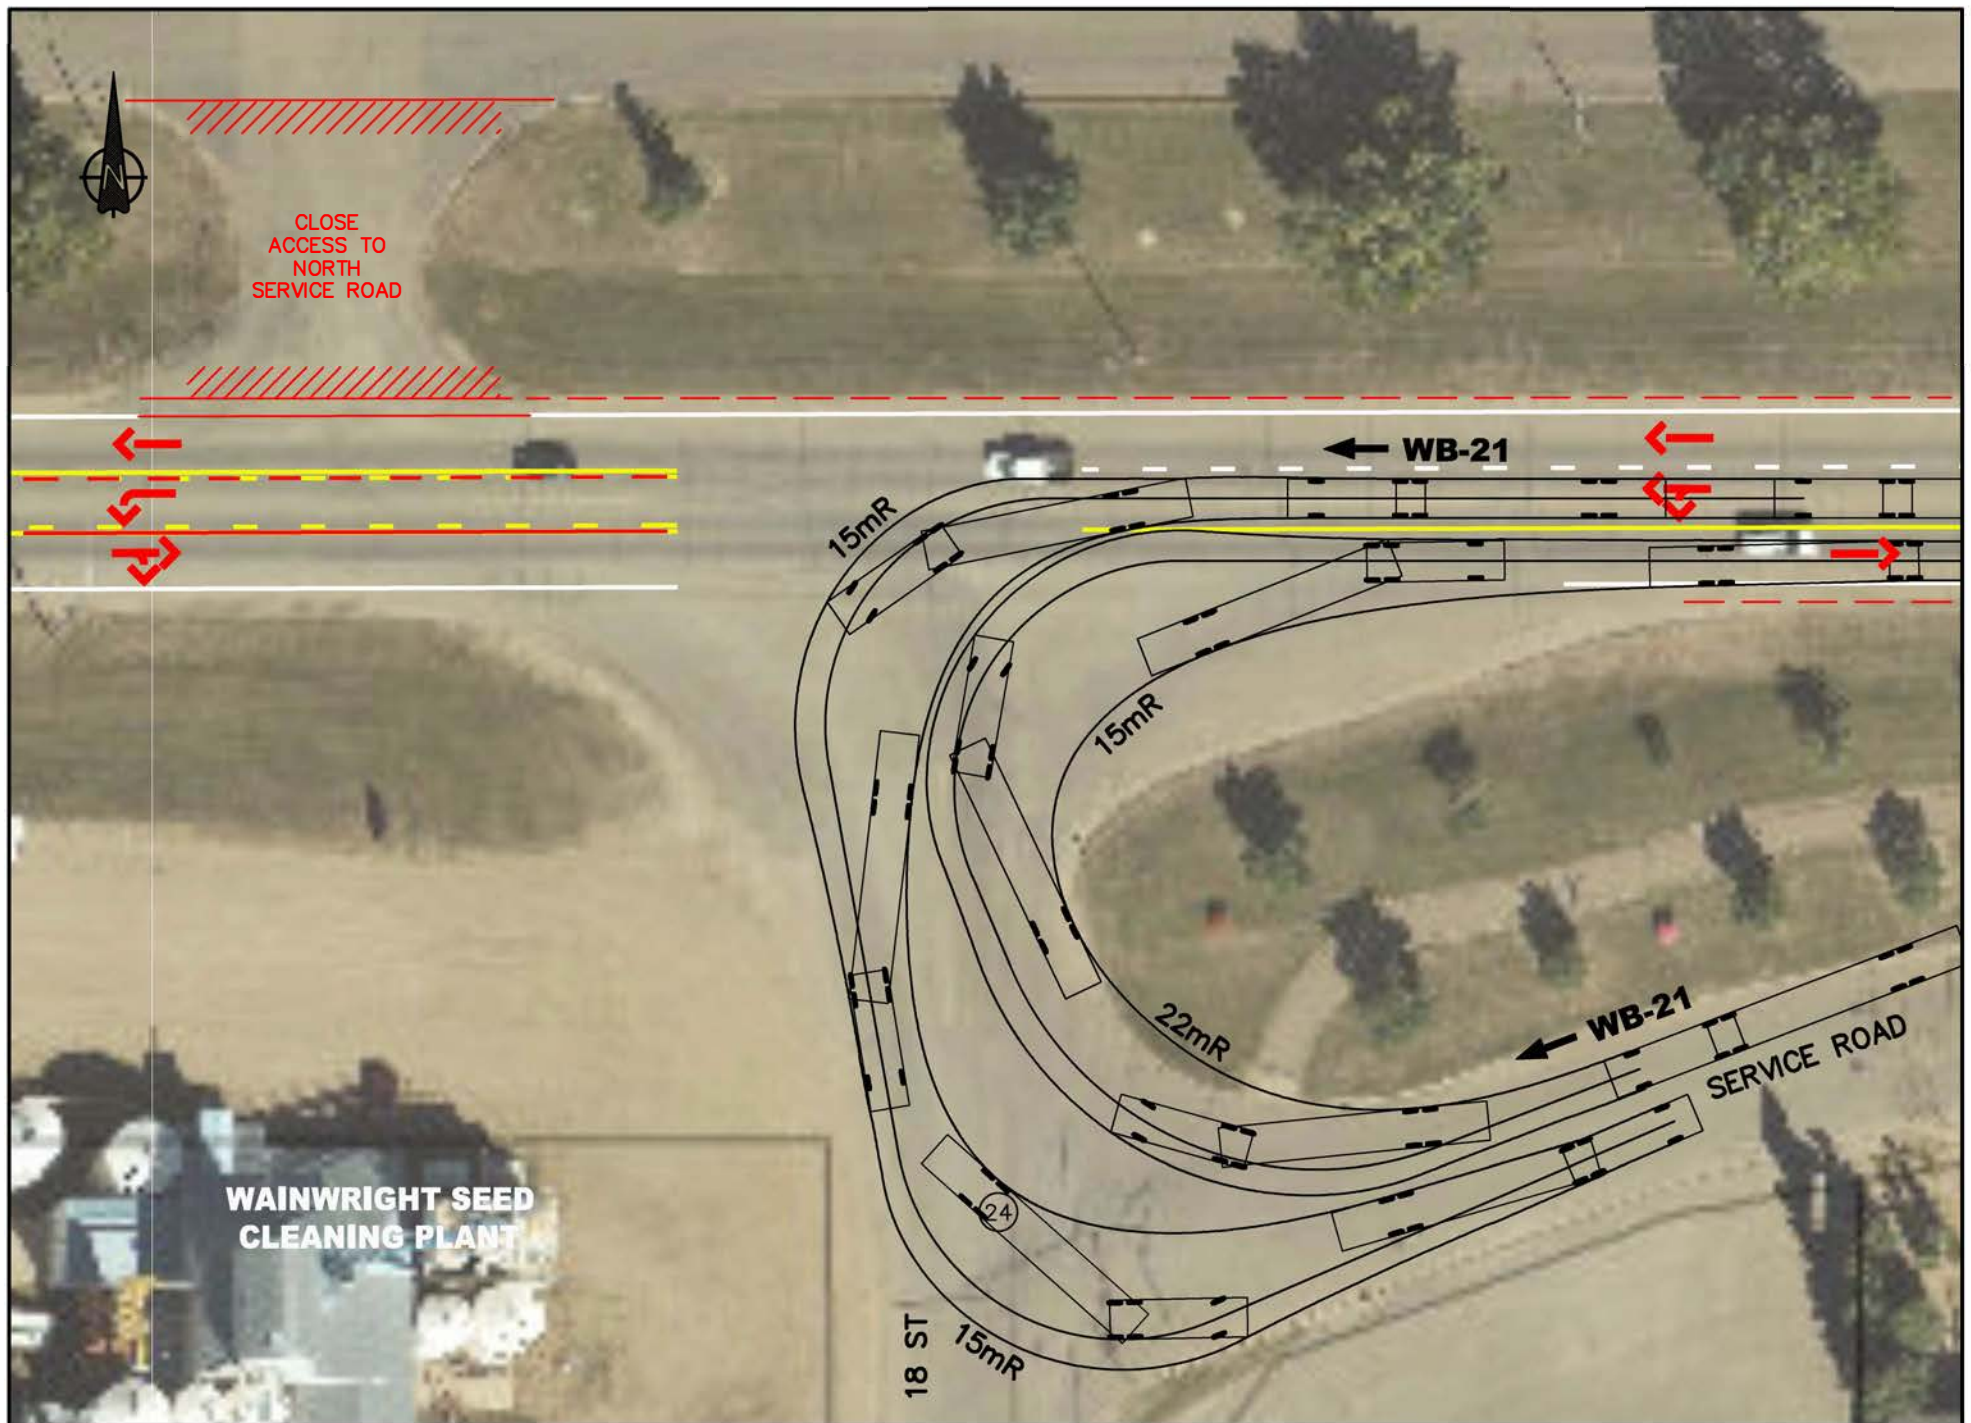 N
CLOSE
ACCESS TO
NORTH
SERVICE ROAD
WB-21
15mR
15mR
22mR
WB-21
SERVICE ROAD
WAINWRIGHT SEED
CLEANING PLANT
24
18 ST
15mR